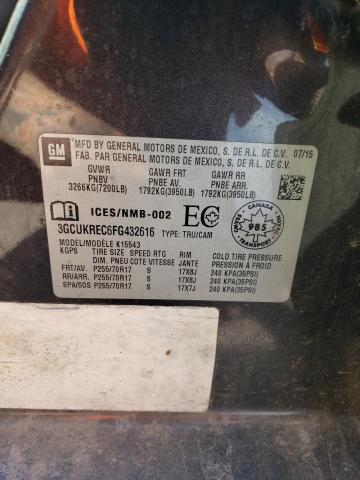 GM
MFD BY GENERAL MOTORS DE MEXICO, S. DE R.L. DE C.V. 07/15
FAB. PAR GENERAL MOTORS DE MEXICO, S. DE R.L. DE C.V.
GVWR GAWR FRT GAWR RR
PNBV PNBE AV. PNBE ARR.
3266KG(7200LB) 1792KG(3950LB) 1792KG(3950LB)
ICES/NMB-002 EC
CANADA
985
TRANSPORT
3GCUKREC6FG432616 TYPE: TRU/CAM
MODEL/MODÈLE K15543
KGPS TIRE SIZE SPEED RTG RIM COLD TIRE PRESSURE
DIM. PNEU COTE VITESSE JANTE PRESSION À FROID
FRT/AV. P255/70R17 S 17X8J 240 KPA(35PSI)
RR/ARR. P255/70R17 S 17X8J 240 KPA(35PSI)
SPA/SOS P255/70R17 S 17X7J 240 KPA(35PSI)